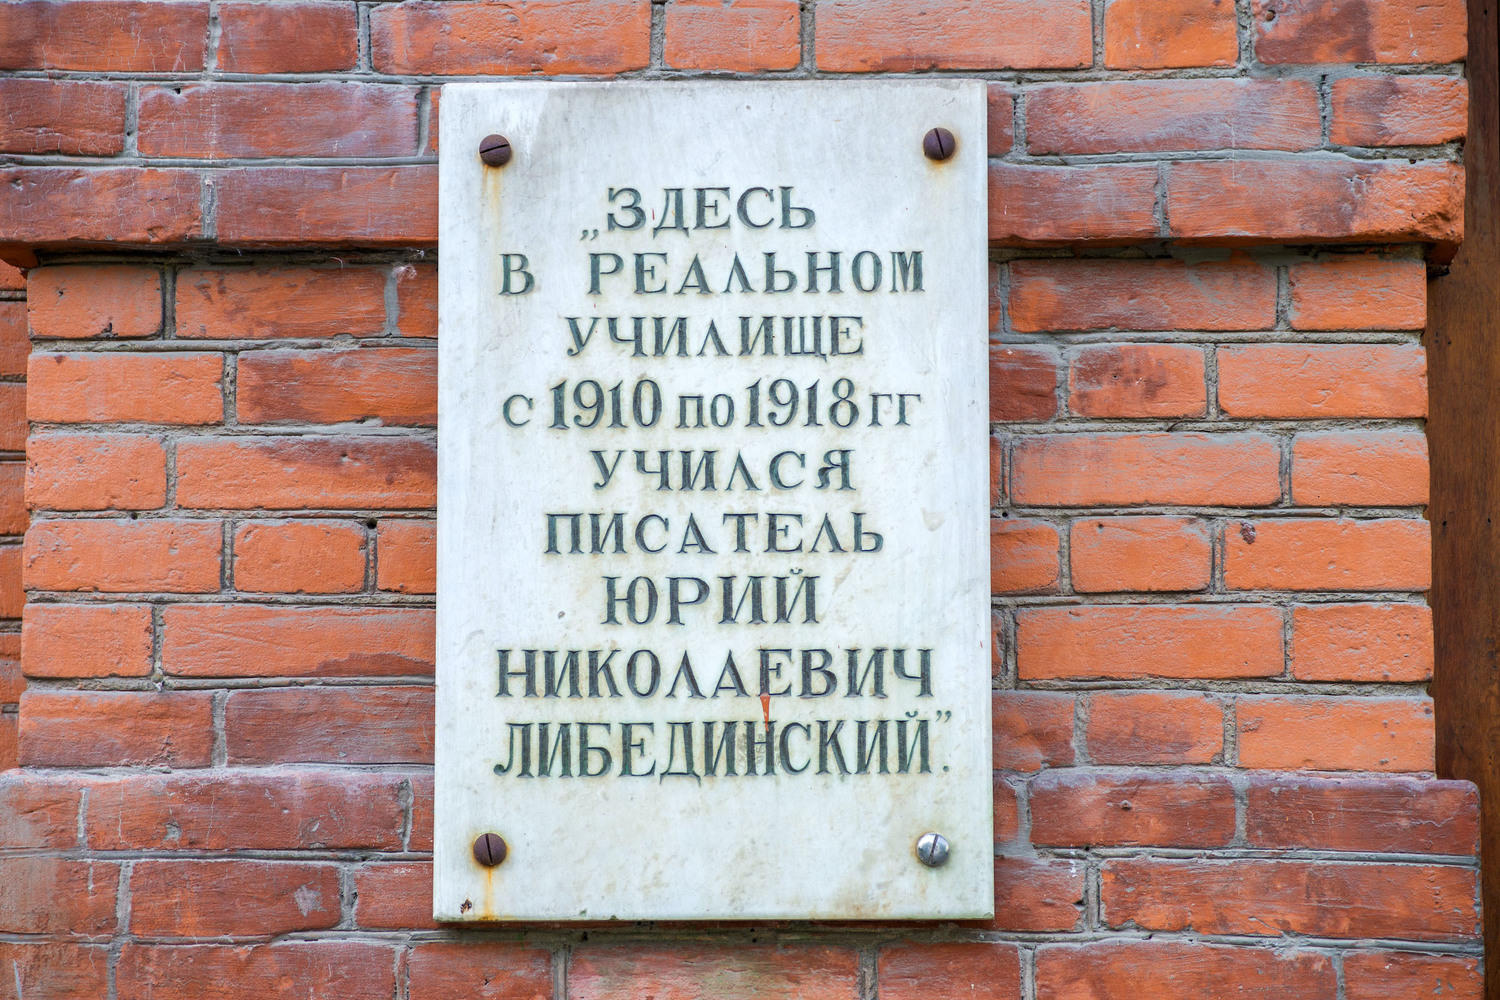 „ЗДЕСЬ
В РЕАЛЬНОМ
УЧИЛИЩЕ
С 1910 ПО 1918 ГГ
УЧИЛСЯ
ПИСАТЕЛЬ
ЮРИЙ
НИКОЛАЕВИЧ
ЛИБЕДИНСКИЙ”.